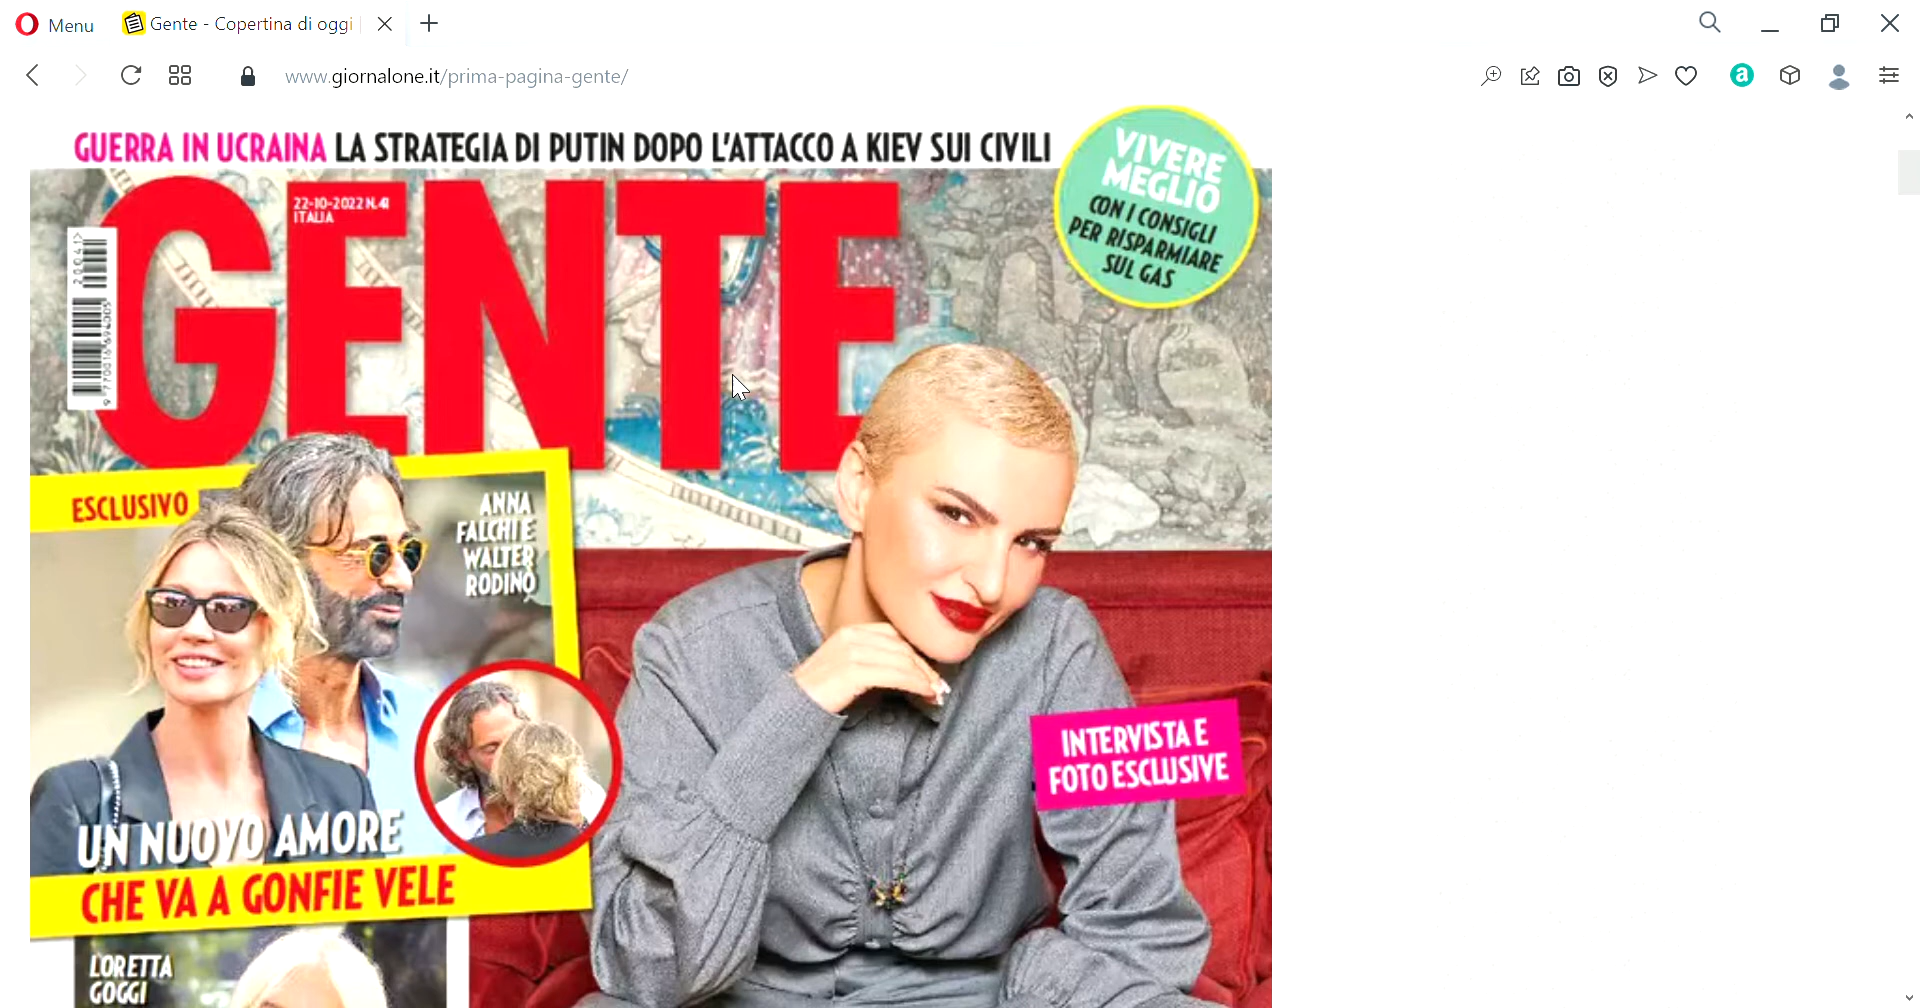 Menu
Gente - Copertina di oggi
www.giornalone.it/prima-pagina-gente/
GUERRA IN UCRAINA LA STRATEGIA DI PUTIN DOPO L'ATTACCO A KIEV SUI CIVILI
VIVERE
MEGLIO
CON I CONSIGLI
PER RISPARMIARE
SUL GAS
GENTE
22-10-2022 N.41
ITALIA
20041>
ESCLUSIVO
ANNA
FALCHI E
WALTER
RODINÒ
INTERVISTA E
FOTO ESCLUSIVE
UN NUOVO AMORE
CHE VA A GONFIE VELE
LORETTA
GOGGI